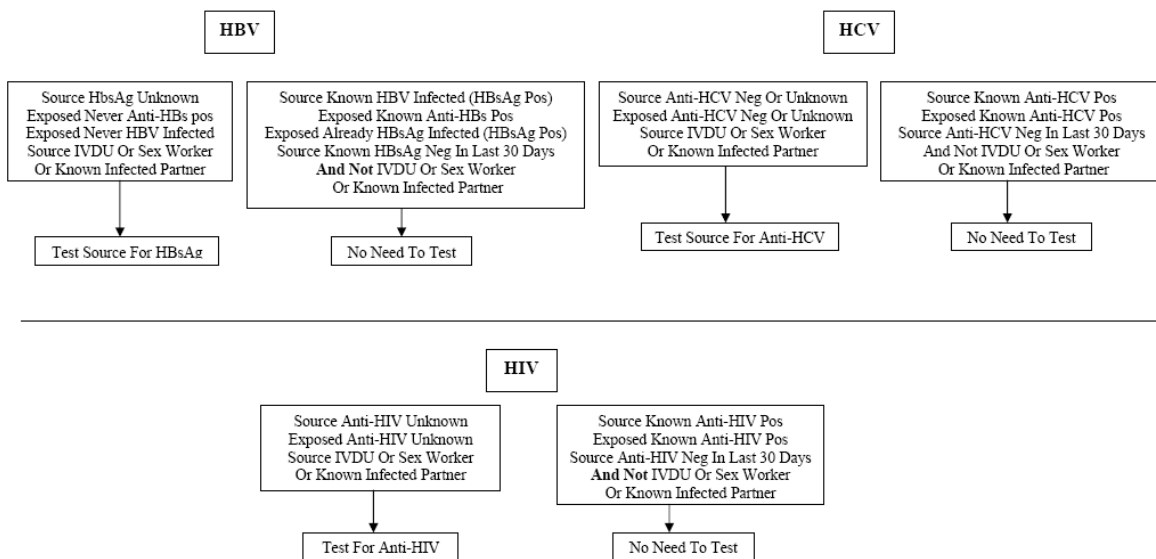 HBV
Source HbsAg Unknown
Exposed Never Anti-HBs pos
Exposed Never HBV Infected
Source IVDU Or Sex Worker
Or Known Infected Partner
Test Source For HBsAg
Source Known HBV Infected (HBsAg Pos)
Exposed Known Anti-HBs Pos
Exposed Already HBsAg Infected (HBsAg Pos)
Source Known HBsAg Neg In Last 30 Days
And Not IVDU Or Sex Worker
Or Known Infected Partner
No Need To Test
HCV
Source Anti-HCV Neg Or Unknown
Exposed Anti-HCV Neg Or Unknown
Source IVDU Or Sex Worker
Or Known Infected Partner
Test Source For Anti-HCV
Source Known Anti-HCV Pos
Exposed Known Anti-HCV Pos
Source Anti-HCV Neg In Last 30 Days
And Not IVDU Or Sex Worker
Or Known Infected Partner
No Need To Test
HIV
Source Anti-HIV Unknown
Exposed Anti-HIV Unknown
Source IVDU Or Sex Worker
Or Known Infected Partner
Test For Anti-HIV
Source Known Anti-HIV Pos
Exposed Known Anti-HIV Pos
Source Anti-HIV Neg In Last 30 Days
And Not IVDU Or Sex Worker
Or Known Infected Partner
No Need To Test